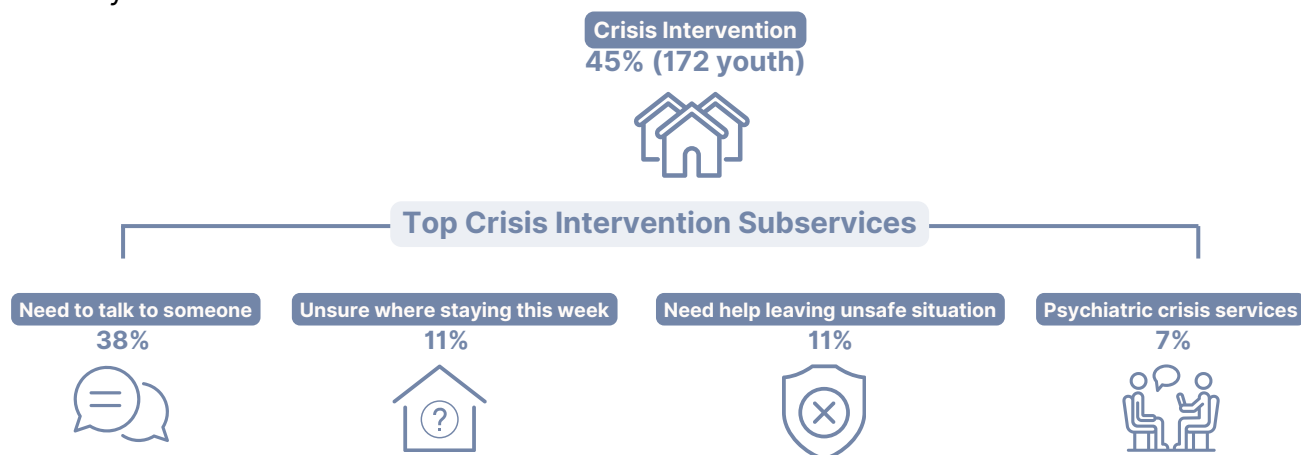 Crisis Intervention
45% (172 youth)
Top Crisis Intervention Subservices
Need to talk to someone
38%
Unsure where staying this week
11%
?
Need help leaving unsafe situation
11%
Psychiatric crisis services
7%